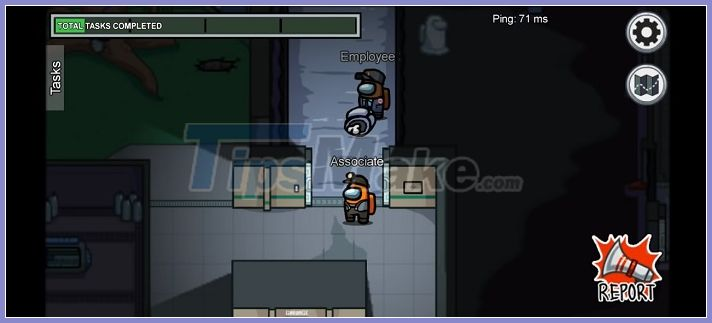 TOTAL TASKS COMPLETED
Ping: 71 ms
Tasks
Employee
TipsMake.com
Associate
REPORT